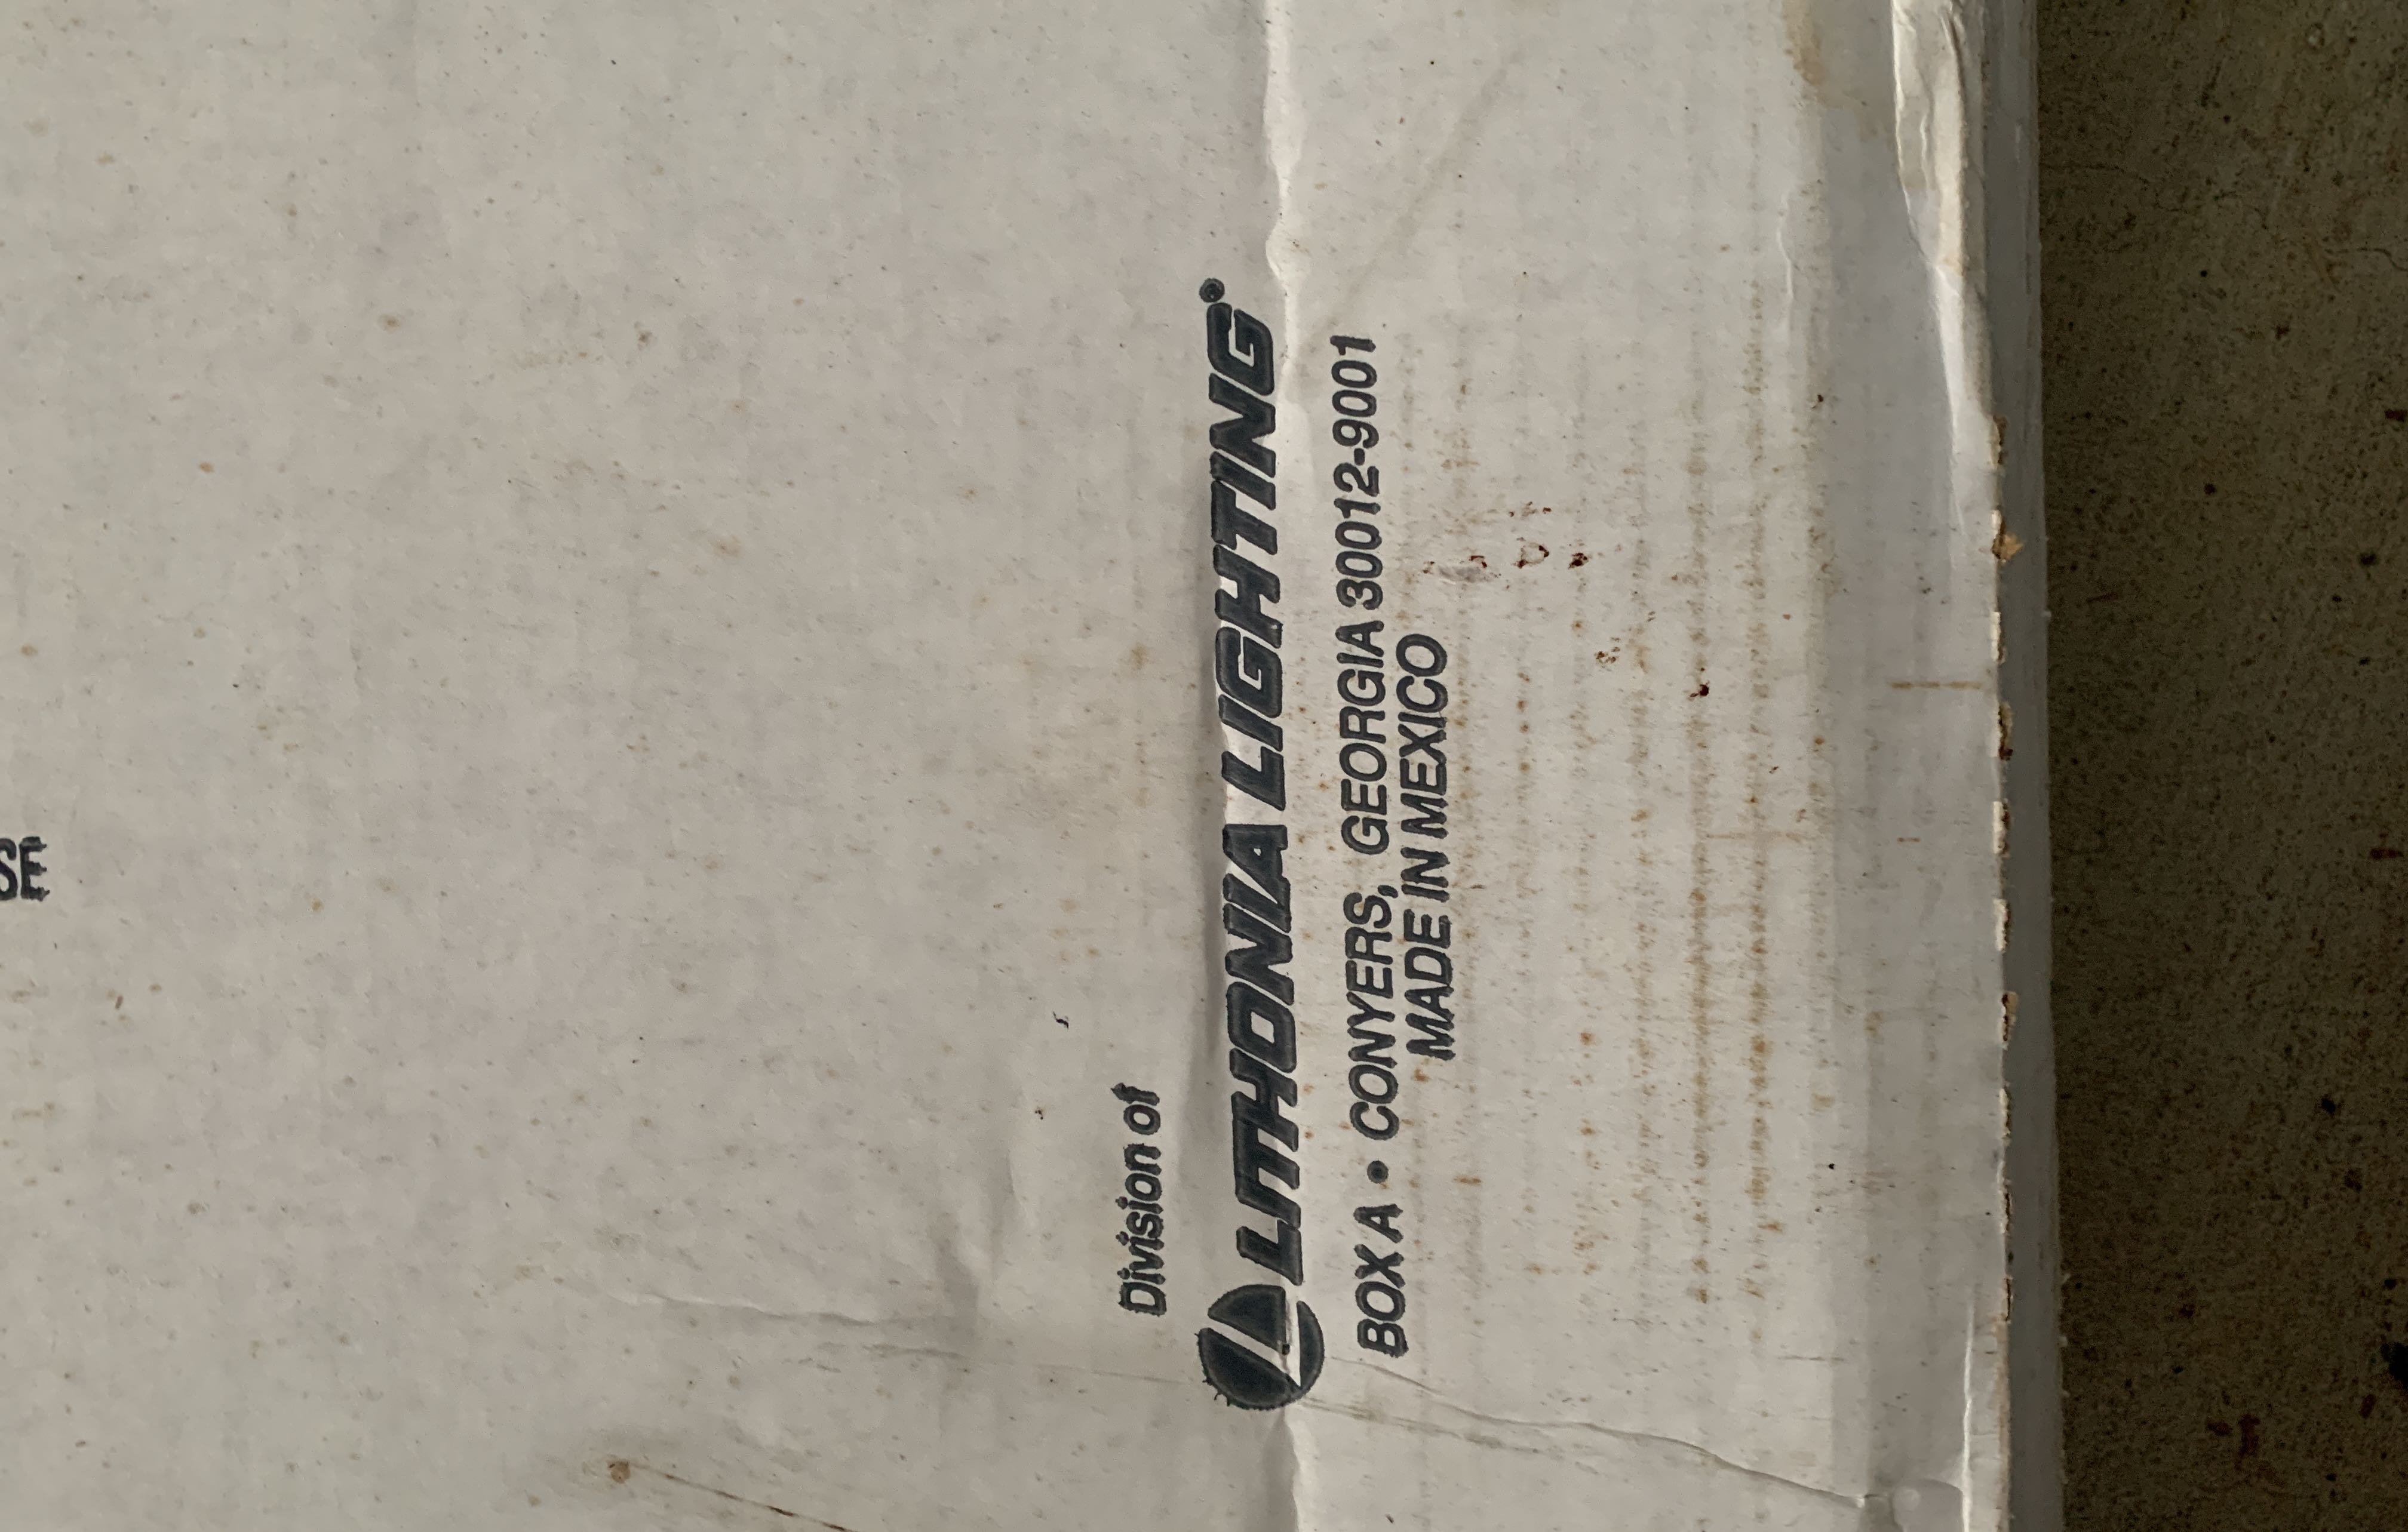 Division of
LITHONIA LIGHTING®
BOX A • CONYERS, GEORGIA 30012-9001
MADE IN MEXICO